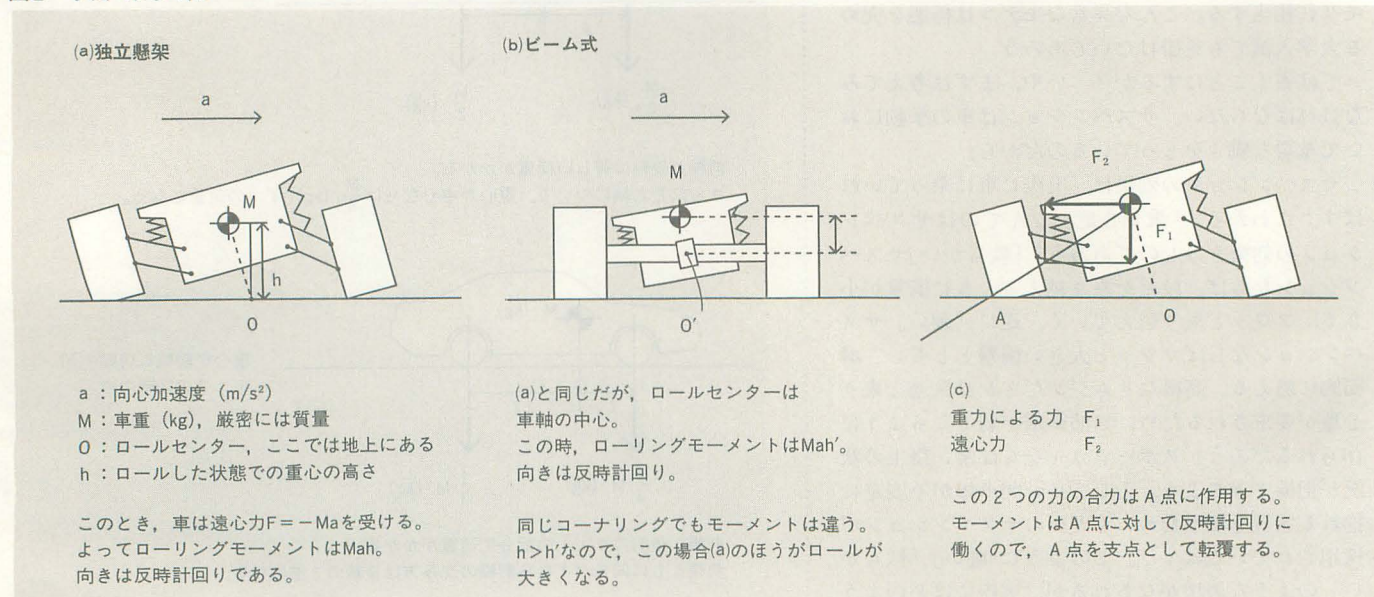 (a)独立懸架
a
M
h
O
a：向心加速度（m/s²）
M：車重（kg），厳密には質量
O：ロールセンター，ここでは地上にある
h：ロールした状態での重心の高さ
このとき，車は遠心力F＝－Maを受ける。
よってローリングモーメントはMah。
向きは反時計回りである。
(b)ビーム式
a
M
O′
(a)と同じだが，ロールセンターは
車軸の中心。
この時，ローリングモーメントはMah′。
向きは反時計回り。
同じコーナリングでもモーメントは違う。
h＞h′なので，この場合(a)のほうがロールが
大きくなる。
F₂
F₁
A
O
(c)
重力による力　F₁
遠心力　F₂
この2つの力の合力はA点に作用する。
モーメントはA点に対して反時計回りに
働くので，A点を支点として転覆する。